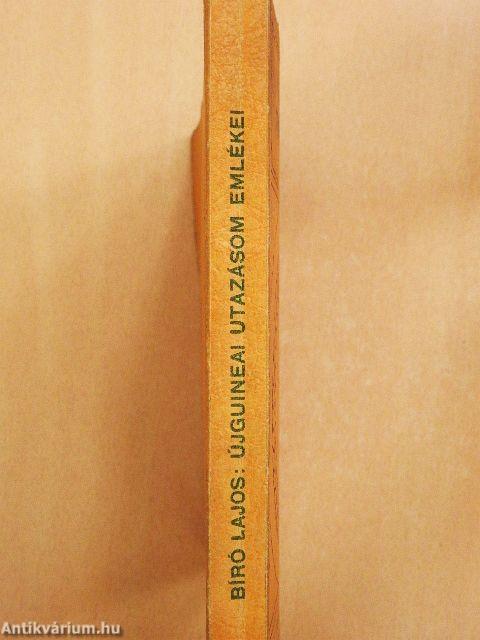 BÍRÓ LAJOS: ÚJGUINEAI UTAZÁSOM EMLÉKEI
Antikvárium.hu